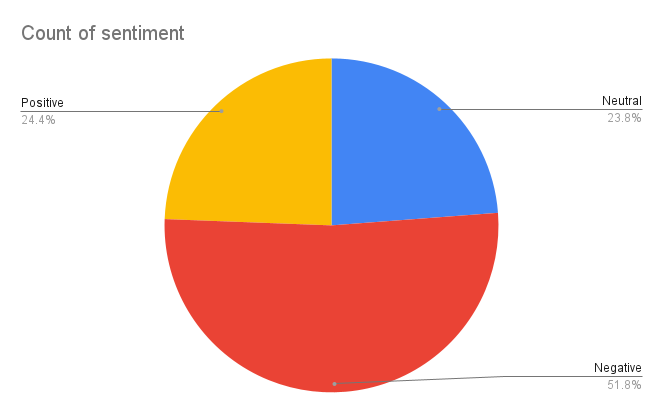 Count of sentiment
Positive
24.4%
Neutral
23.8%
Negative
51.8%